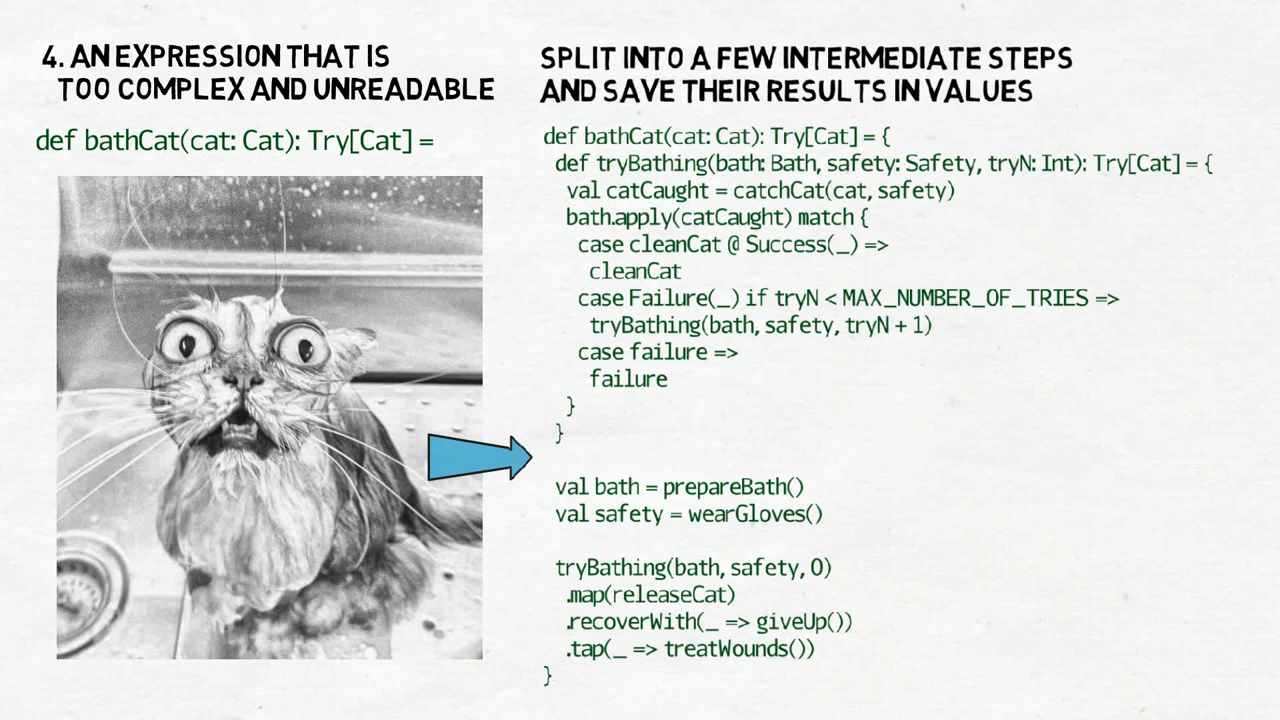 4. AN EXPRESSION THAT IS
TOO COMPLEX AND UNREADABLE
def bathCat(cat: Cat): Try[Cat] =
SPLIT INTO A FEW INTERMEDIATE STEPS
AND SAVE THEIR RESULTS IN VALUES
def bathCat(cat: Cat): Try[Cat] = {
def tryBathing(bath: Bath, safety: Safety, tryN: Int): Try[Cat] = {
val catCaught = catchCat(cat, safety)
bath.apply(catCaught) match {
case cleanCat @ Success(_) =>
cleanCat
case Failure(_) if tryN < MAX_NUMBER_OF_TRIES =>
tryBathing(bath, safety, tryN + 1)
case failure =>
failure
}
}
val bath = prepareBath()
val safety = wearGloves()
tryBathing(bath, safety, 0)
.map(releaseCat)
.recoverWith(_ => giveUp())
.tap(_ => treatWounds())
}